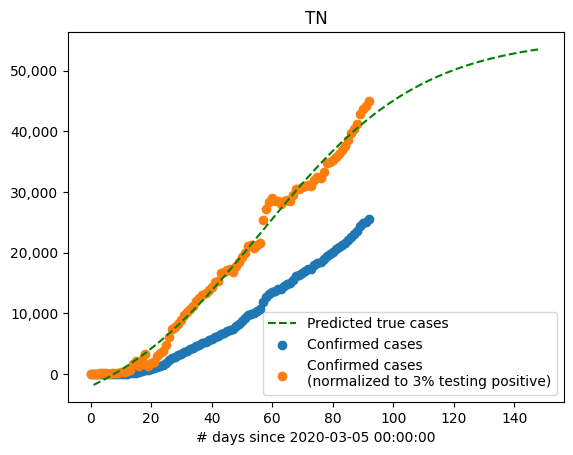 TN
50,000
40,000
30,000
20,000
10,000
0
0 20 40 60 80 100 120 140
# days since 2020-03-05 00:00:00
Predicted true cases
Confirmed cases
Confirmed cases
(normalized to 3% testing positive)